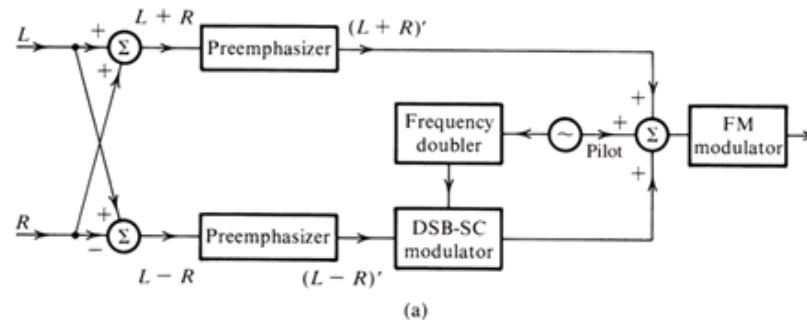 L
+
Σ
L + R
Preemphasizer
(L + R)′
+
+
Frequency doubler
~
+
Pilot
Σ
FM modulator
+
R
+
−
Σ
L − R
Preemphasizer
(L − R)′
DSB-SC modulator
(a)